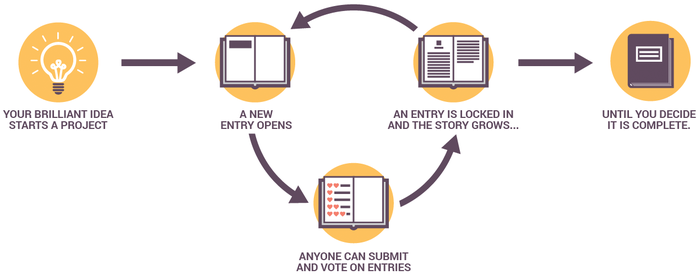 YOUR BRILLIANT IDEA
STARTS A PROJECT
A NEW
ENTRY OPENS
AN ENTRY IS LOCKED IN
AND THE STORY GROWS...
UNTIL YOU DECIDE
IT IS COMPLETE.
ANYONE CAN SUBMIT
AND VOTE ON ENTRIES